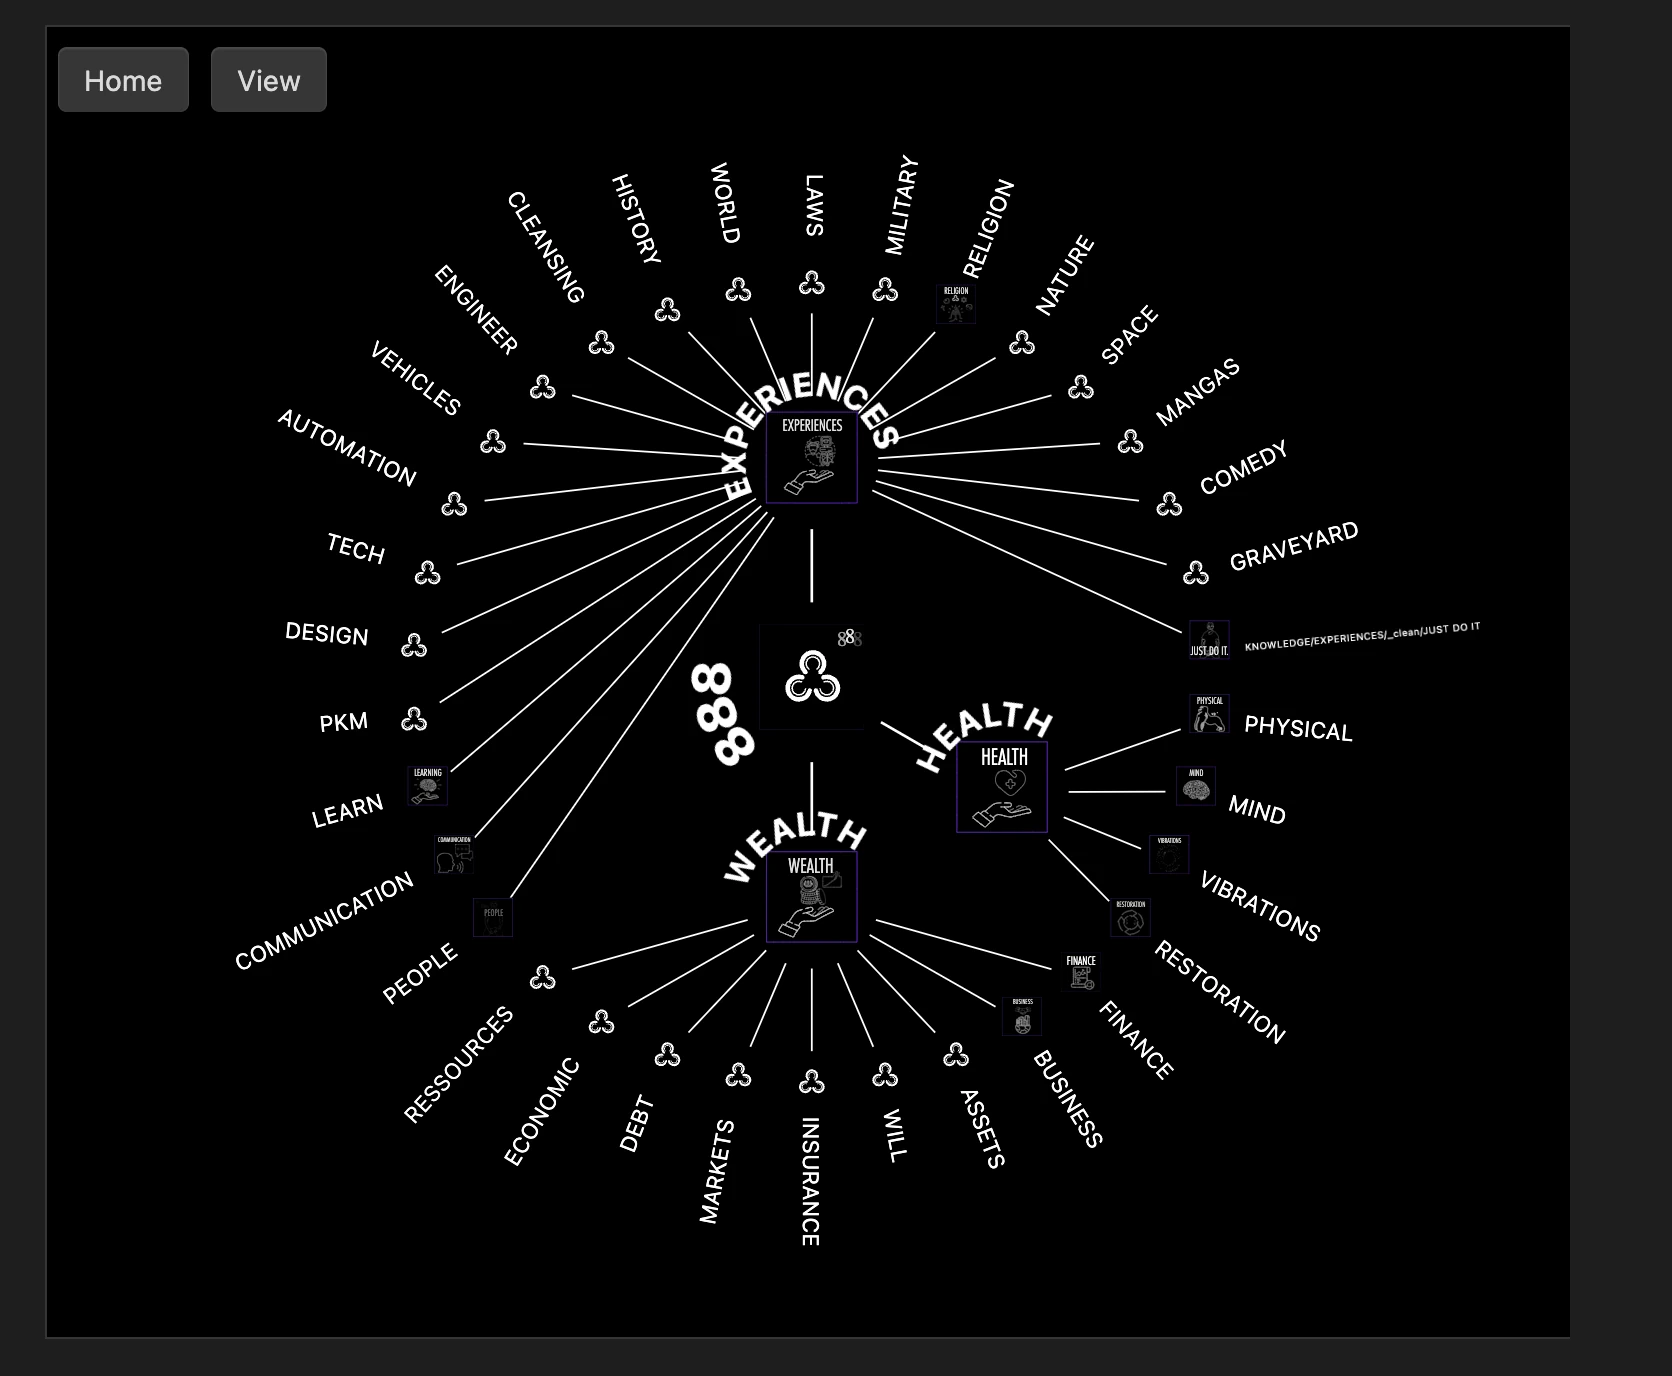 Home
View
EXPERIENCES
EXPERIENCES
LAWS
MILITARY
RELIGION
RELIGION
NATURE
SPACE
MANGAS
COMEDY
GRAVEYARD
JUST DO IT.
KNOWLEDGE/EXPERIENCES/_clean/JUST DO IT
WORLD
HISTORY
CLEANSING
ENGINEER
VEHICLES
AUTOMATION
TECH
DESIGN
PKM
LEARNING
LEARN
COMMUNICATION
COMMUNICATION
PEOPLE
PEOPLE
888
888
HEALTH
HEALTH
PHYSICAL
PHYSICAL
MIND
MIND
VIBRATIONS
VIBRATIONS
RESTORATION
RESTORATION
WEALTH
WEALTH
FINANCE
FINANCE
BUSINESS
BUSINESS
ASSETS
WILL
INSURANCE
MARKETS
DEBT
ECONOMIC
RESSOURCES